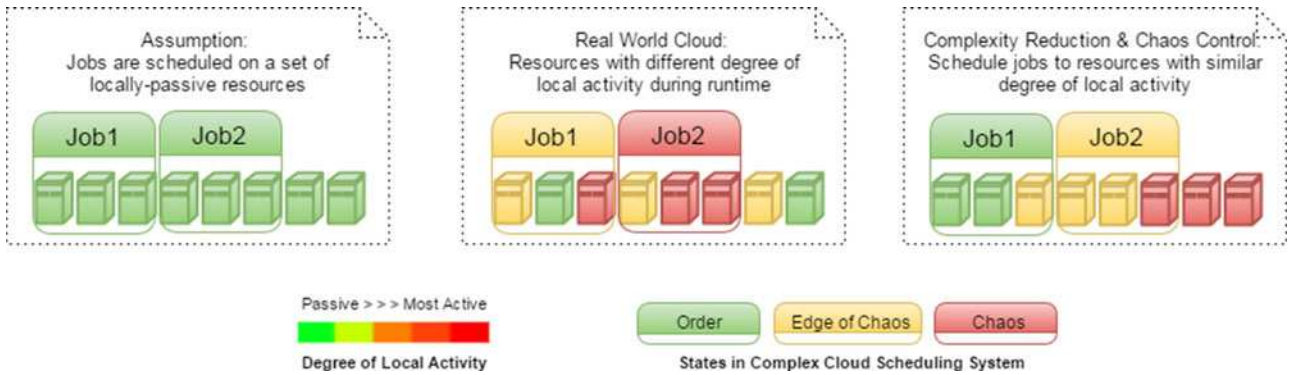 Assumption:
Jobs are scheduled on a set of
locally-passive resources
Job1
Job2
Real World Cloud:
Resources with different degree of
local activity during runtime
Job1
Job2
Complexity Reduction & Chaos Control:
Schedule jobs to resources with similar
degree of local activity
Job1
Job2
Passive > > > Most Active
Degree of Local Activity
Order
Edge of Chaos
Chaos
States in Complex Cloud Scheduling System